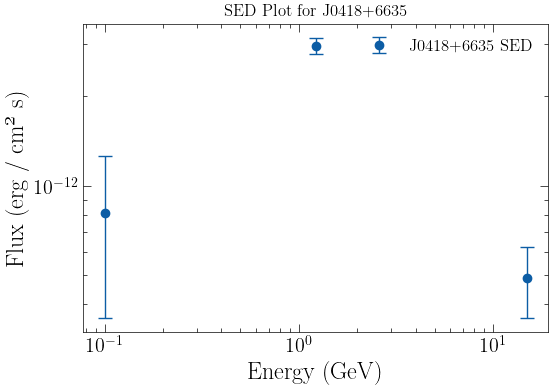 SED Plot for J0418+6635
J0418+6635 SED
Flux (erg / cm² s)
10⁻¹²
10⁻¹
10⁰
10¹
Energy (GeV)